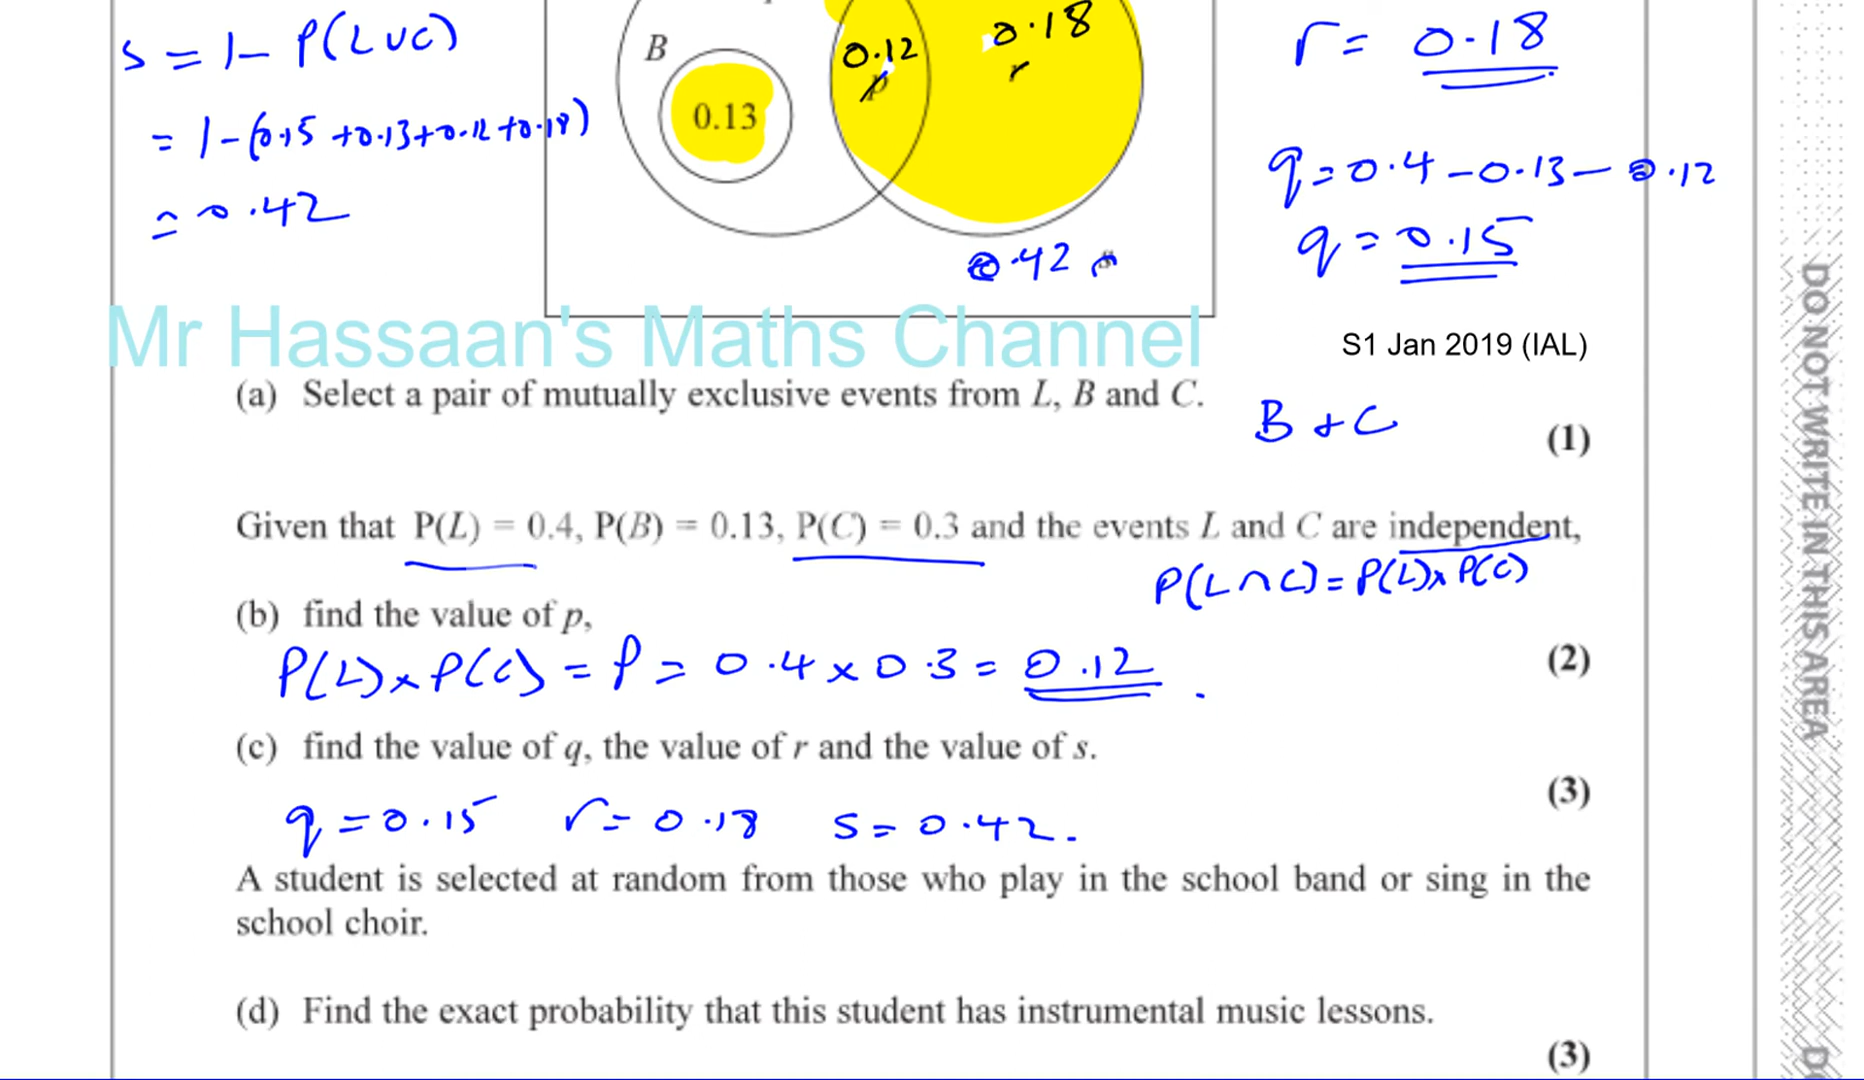 s = 1 - P(L∪C)
= 1 - (0.15 + 0.13 + 0.12 + 0.18)
= 0.42
B
0.13
0.12
p
0.18
r
0.42
r = 0.18
q = 0.4 - 0.13 - 0.12
q = 0.15
Mr Hassaan's Maths Channel
S1 Jan 2019 (IAL)
(a) Select a pair of mutually exclusive events from L, B and C.
B + C
(1)
Given that P(L) = 0.4, P(B) = 0.13, P(C) = 0.3 and the events L and C are independent,
P(L∩C) = P(L) × P(C)
(b) find the value of p,
P(L) × P(C) = p = 0.4 × 0.3 = 0.12.
(2)
(c) find the value of q, the value of r and the value of s.
(3)
q = 0.15 r = 0.18 s = 0.42.
A student is selected at random from those who play in the school band or sing in the
school choir.
(d) Find the exact probability that this student has instrumental music lessons.
(3)
DO NOT WRITE IN THIS AREA